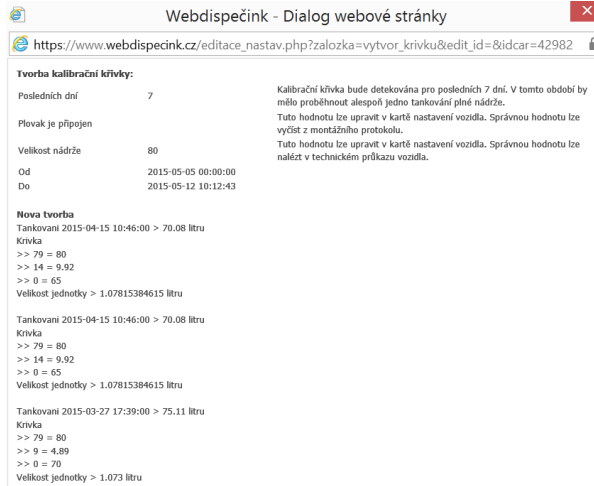 Webdispečink - Dialog webové stránky
https://www.webdispecink.cz/editace_nastav.php?zalozka=vytvor_krivku&edit_id=&idcar=42982
Tvorba kalibrační křivky:
Posledních dní 7 Kalibrační křivka bude detekována pro posledních 7 dní. V tomto období by
mělo proběhnout alespoň jedno tankování plné nádrže.
Plovak je připojen Tuto hodnotu lze upravit v kartě nastavení vozidla. Správnou hodnotu lze
vyčíst z montážního protokolu.
Velikost nádrže 80 Tuto hodnotu lze upravit v kartě nastavení vozidla. Správnou hodnotu lze
nalézt v technickém průkazu vozidla.
Od 2015-05-05 00:00:00
Do 2015-05-12 10:12:43
Nova tvorba
Tankovani 2015-04-15 10:46:00 > 70.08 litru
Krivka
>> 79 = 80
>> 14 = 9.92
>> 0 = 65
Velikost jednotky > 1.07815384615 litru
Tankovani 2015-04-15 10:46:00 > 70.08 litru
Krivka
>> 79 = 80
>> 14 = 9.92
>> 0 = 65
Velikost jednotky > 1.07815384615 litru
Tankovani 2015-03-27 17:39:00 > 75.11 litru
Krivka
>> 79 = 80
>> 9 = 4.89
>> 0 = 70
Velikost jednotky > 1.073 litru